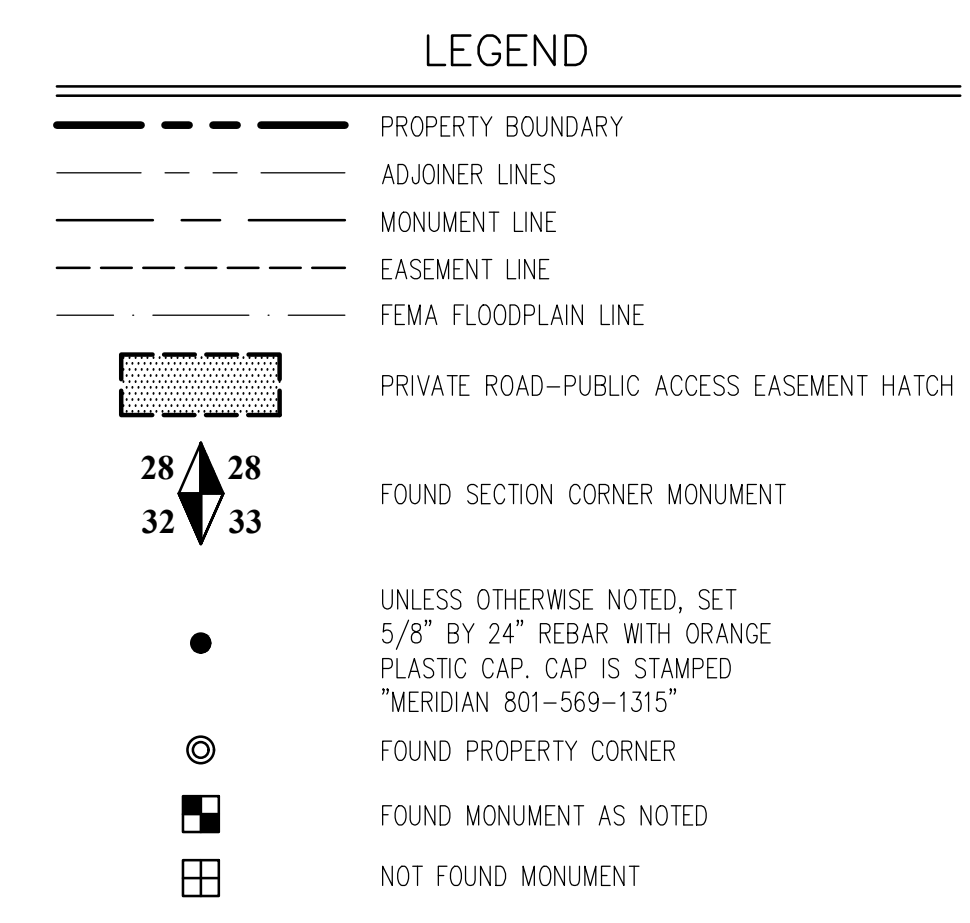 LEGEND
PROPERTY BOUNDARY
ADJOINER LINES
MONUMENT LINE
EASEMENT LINE
FEMA FLOODPLAIN LINE
PRIVATE ROAD-PUBLIC ACCESS EASEMENT HATCH
28 28
32 33
FOUND SECTION CORNER MONUMENT
UNLESS OTHERWISE NOTED, SET
5/8" BY 24" REBAR WITH ORANGE
PLASTIC CAP. CAP IS STAMPED
"MERIDIAN 801-569-1315"
FOUND PROPERTY CORNER
FOUND MONUMENT AS NOTED
NOT FOUND MONUMENT